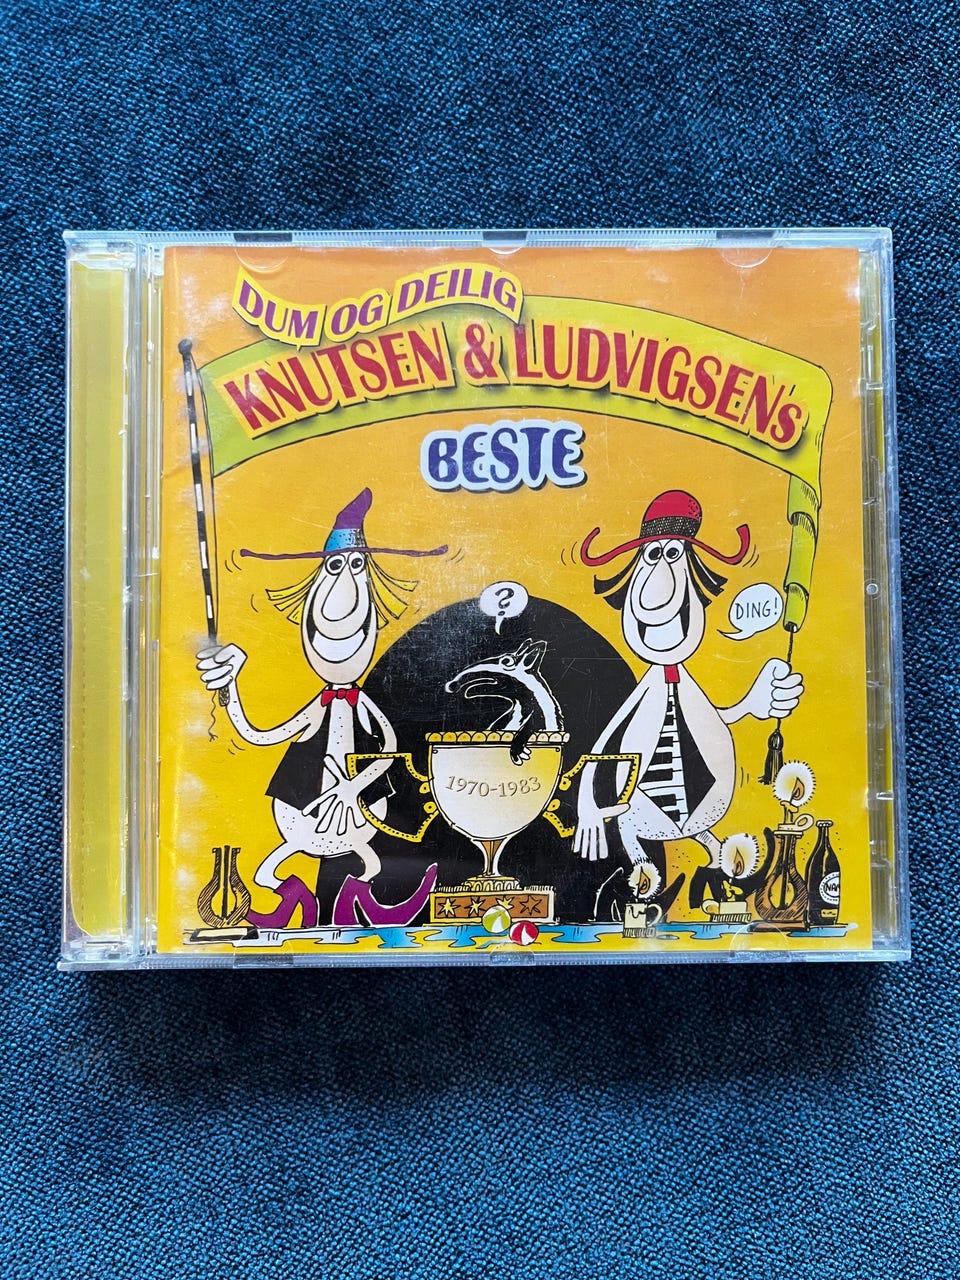 DUM OG DEILIG
KNUTSEN & LUDVIGSENs
BESTE
?
DING!
1970-1983